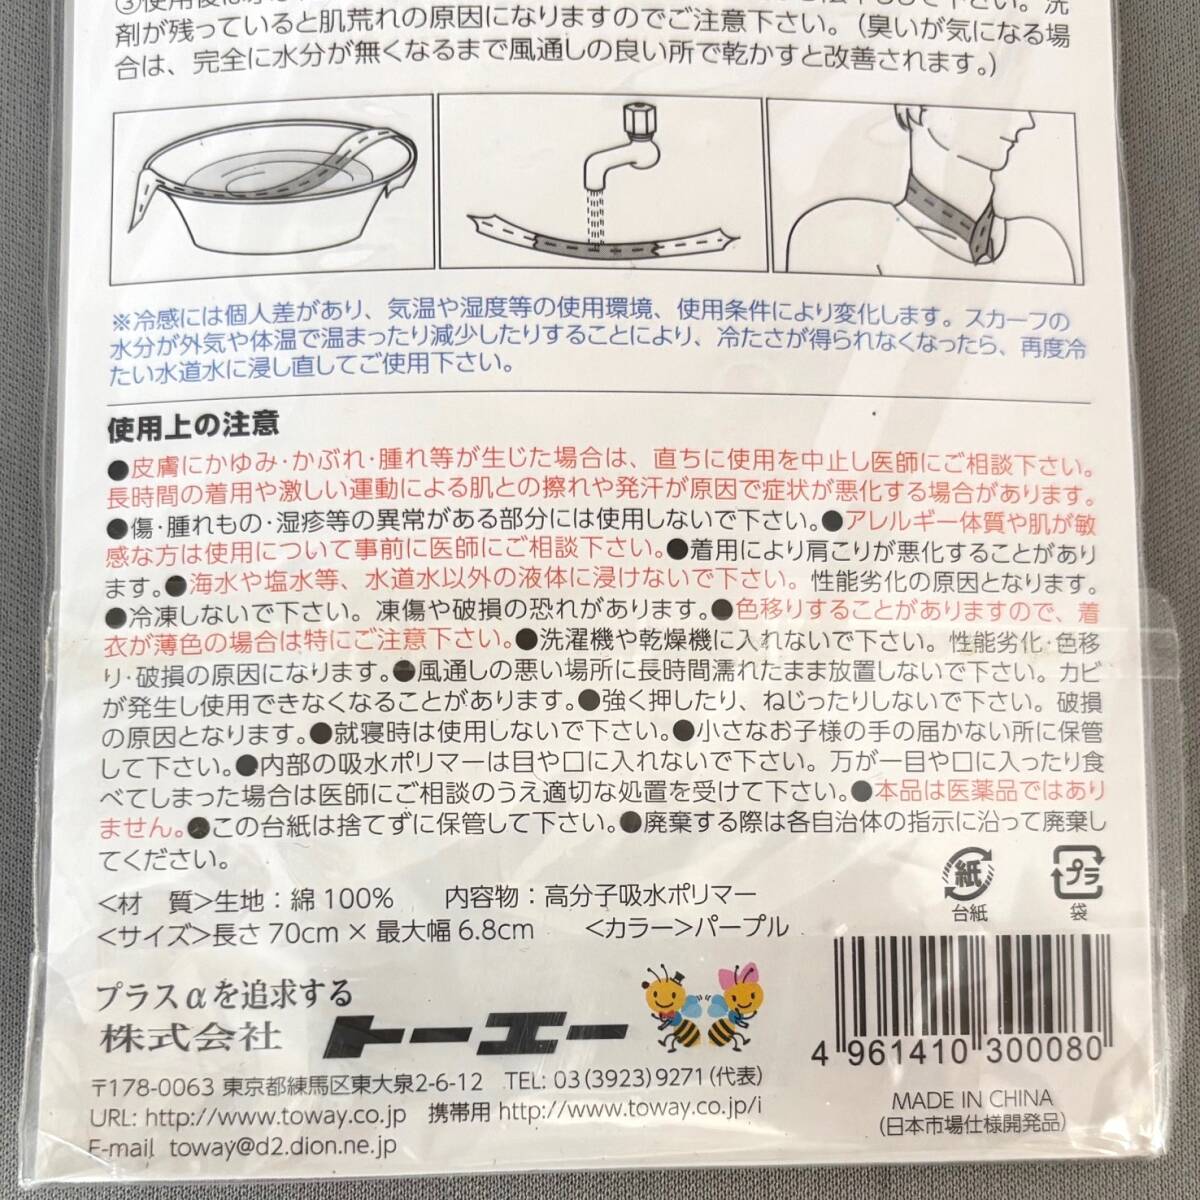 ③使用後は
下さい。洗
剤が残っていると肌荒れの原因になりますのでご注意下さい。（臭いが気になる場
合は、完全に水分が無くなるまで風通しの良い所で乾かすと改善されます。）
※冷感には個人差があり、気温や湿度等の使用環境、使用条件により変化します。スカーフの
水分が外気や体温で温まったり減少したりすることにより、冷たさが得られなくなったら、再度冷
たい水道水に浸し直してご使用下さい。
使用上の注意
●皮膚にかゆみ・かぶれ・腫れ等が生じた場合は、直ちに使用を中止し医師にご相談下さい。
長時間の着用や激しい運動による肌との擦れや発汗が原因で症状が悪化する場合があります。
●傷・腫れもの・湿疹等の異常がある部分には使用しないで下さい。●アレルギー体質や肌が敏
感な方は使用について事前に医師にご相談下さい。●着用により肩こりが悪化することがあり
ます。●海水や塩水等、水道水以外の液体に浸けないで下さい。性能劣化の原因となります。
●冷凍しないで下さい。凍傷や破損の恐れがあります。●色移りすることがありますので、着
衣が薄色の場合は特にご注意下さい。●洗濯機や乾燥機に入れないで下さい。性能劣化・色移
り・破損の原因になります。●風通しの悪い場所に長時間濡れたまま放置しないで下さい。カビ
が発生し使用できなくなることがあります。●強く押したり、ねじったりしないで下さい。破損
の原因となります。●就寝時は使用しないで下さい。●小さなお子様の手の届かない所に保管
して下さい。●内部の吸水ポリマーは目や口に入れないで下さい。万が一目や口に入ったり食
べてしまった場合は医師にご相談のうえ適切な処置を受けて下さい。●本品は医薬品ではあり
ません。●この台紙は捨てずに保管して下さい。●廃棄する際は各自治体の指示に沿って廃棄し
てください。
<材　質>生地：綿100%　内容物：高分子吸水ポリマー
<サイズ>長さ70cm×最大幅6.8cm　<カラー>パープル
紙
台紙
プラ
袋
プラスαを追求する
株式会社 トーエー
〒178-0063 東京都練馬区東大泉2-6-12　TEL: 03(3923)9271(代表)
URL: http://www.toway.co.jp　携帯用 http://www.toway.co.jp/i
E-mail　toway@d2.dion.ne.jp
4 961410 300080
MADE IN CHINA
(日本市場仕様開発品)